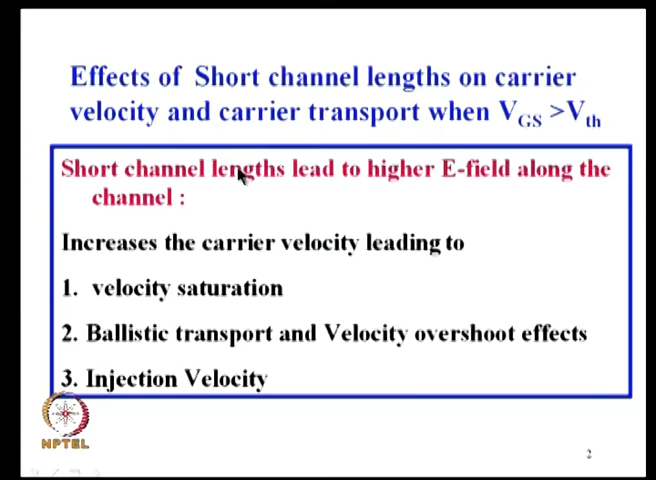 Effects of Short channel lengths on carrier
velocity and carrier transport when VGS >Vth
Short channel lengths lead to higher E-field along the
channel :
Increases the carrier velocity leading to
1. velocity saturation
2. Ballistic transport and Velocity overshoot effects
3. Injection Velocity
NPTEL
2